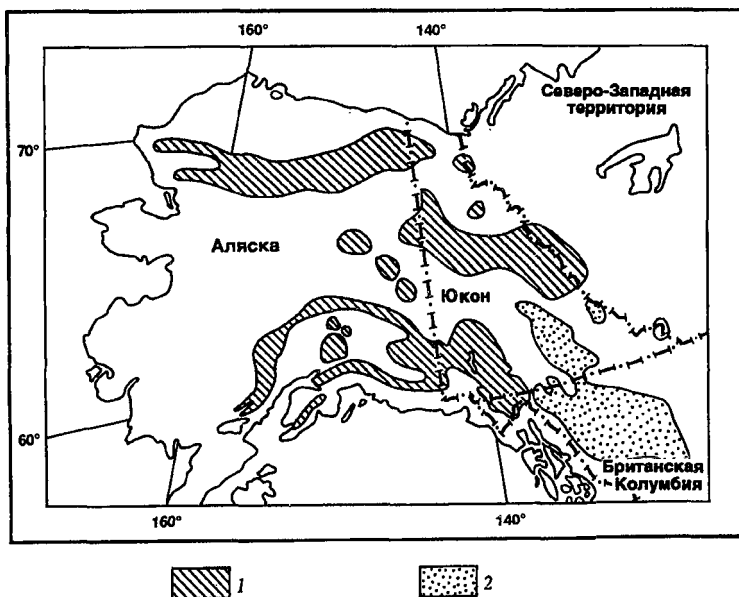 160°
140°
Северо-Западная
территория
70°
Аляска
Юкон
60°
Британская
Колумбия
160°
140°
1
2